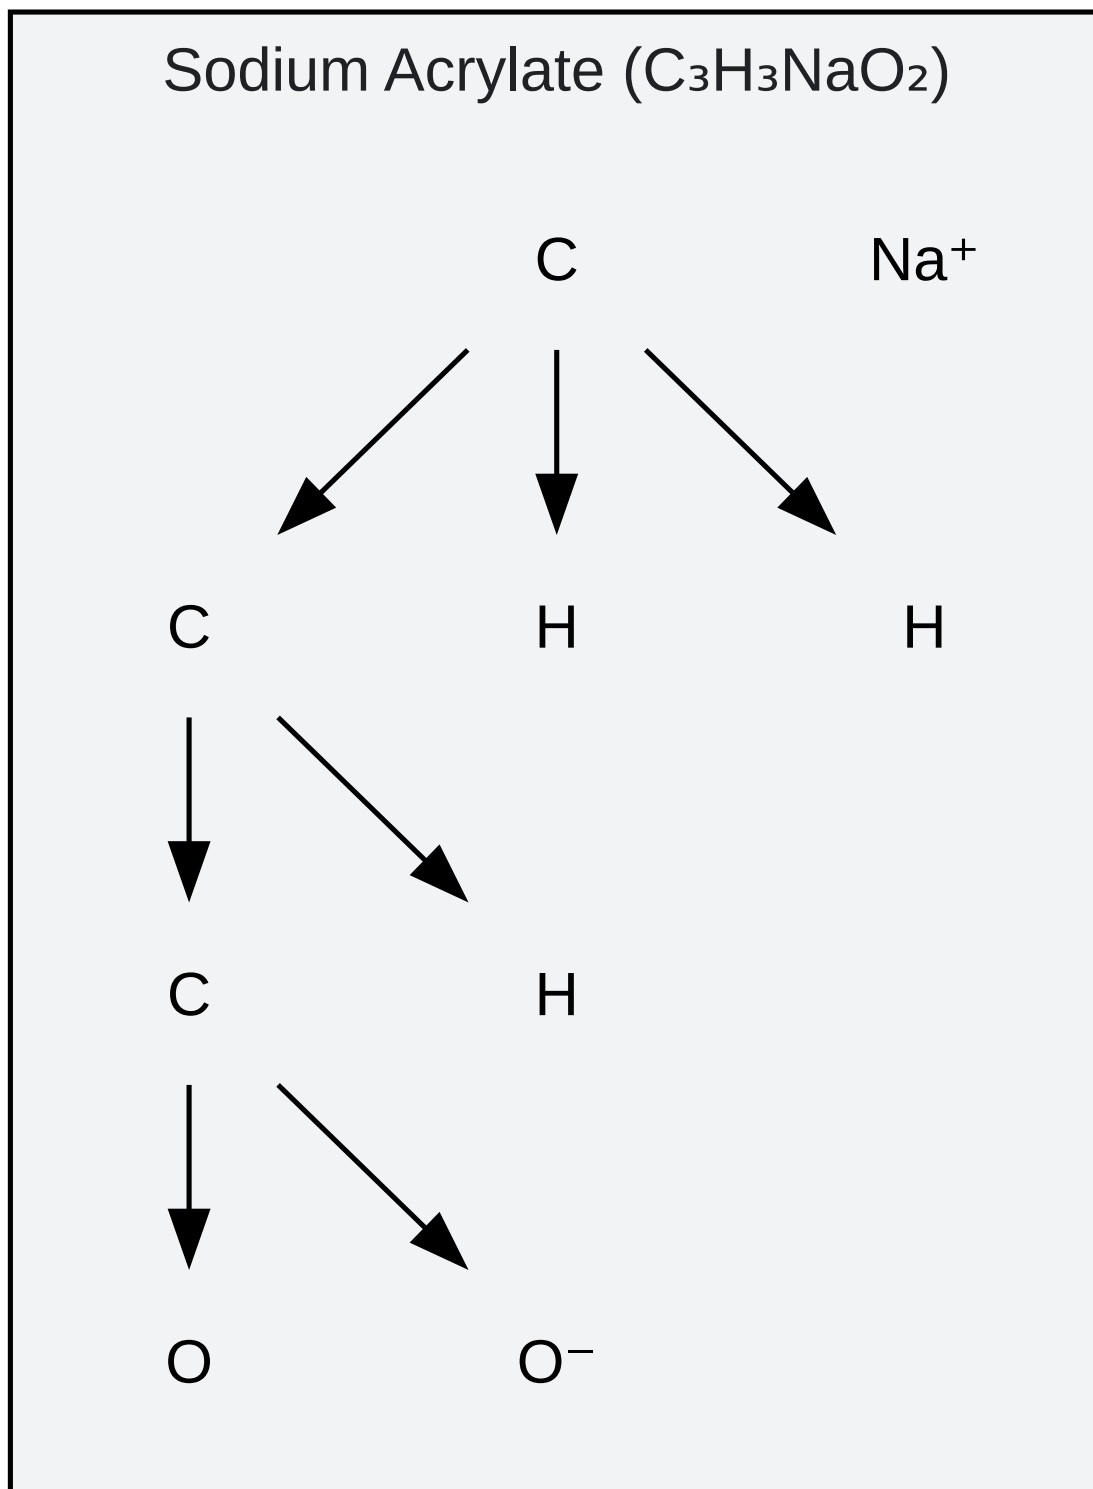 Sodium Acrylate (C₃H₃NaO₂)
C Na⁺
C H H
C H
O O⁻